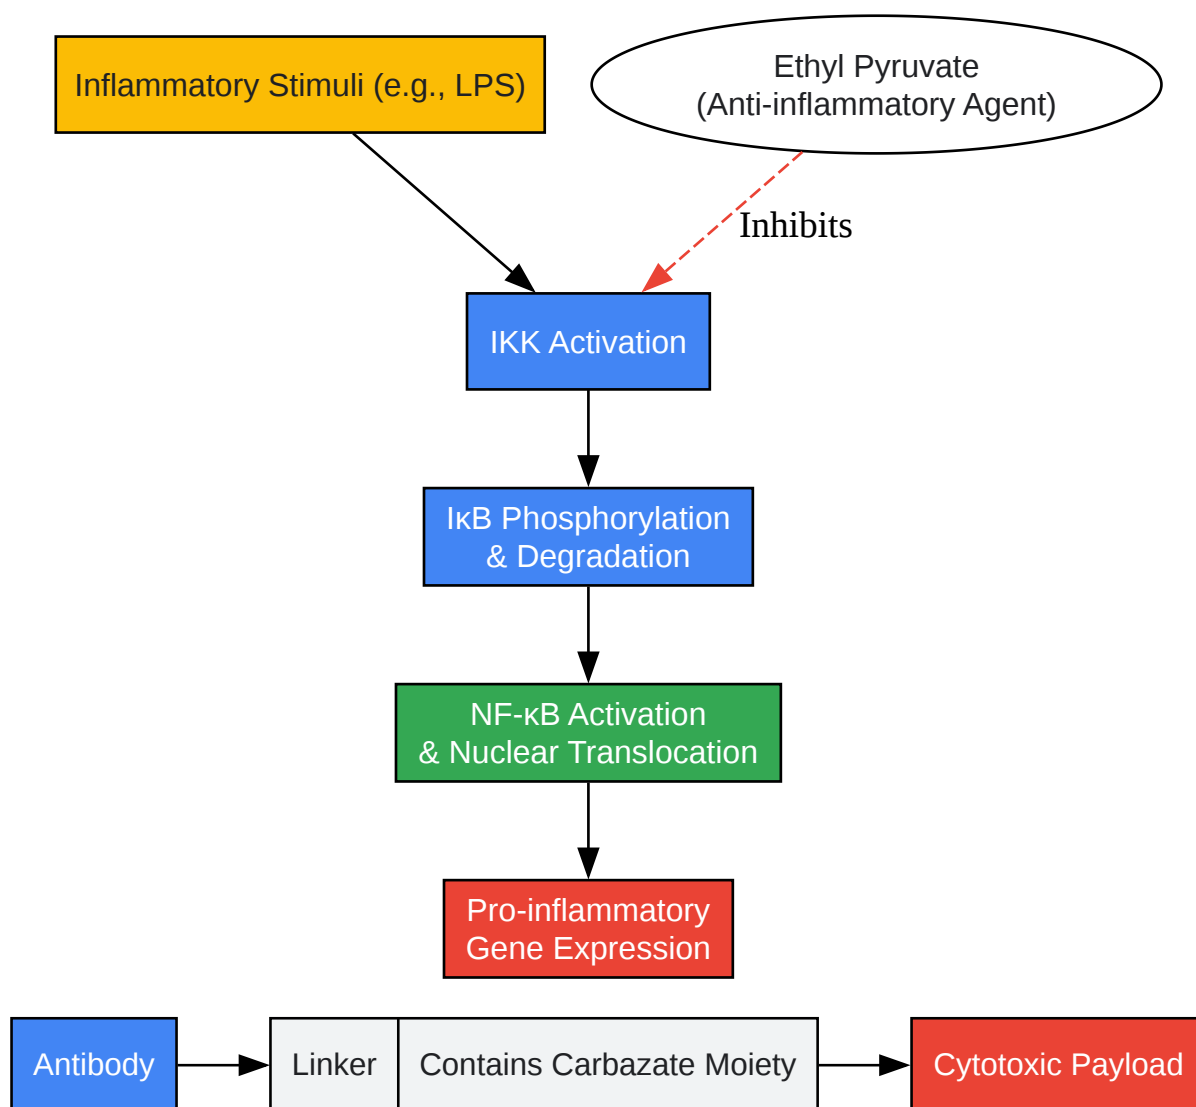 Inflammatory Stimuli (e.g., LPS)
Ethyl Pyruvate
(Anti-inflammatory Agent)
Inhibits
IKK Activation
IκB Phosphorylation
& Degradation
NF-κB Activation
& Nuclear Translocation
Pro-inflammatory
Gene Expression
Antibody
Linker
Contains Carbazate Moiety
Cytotoxic Payload